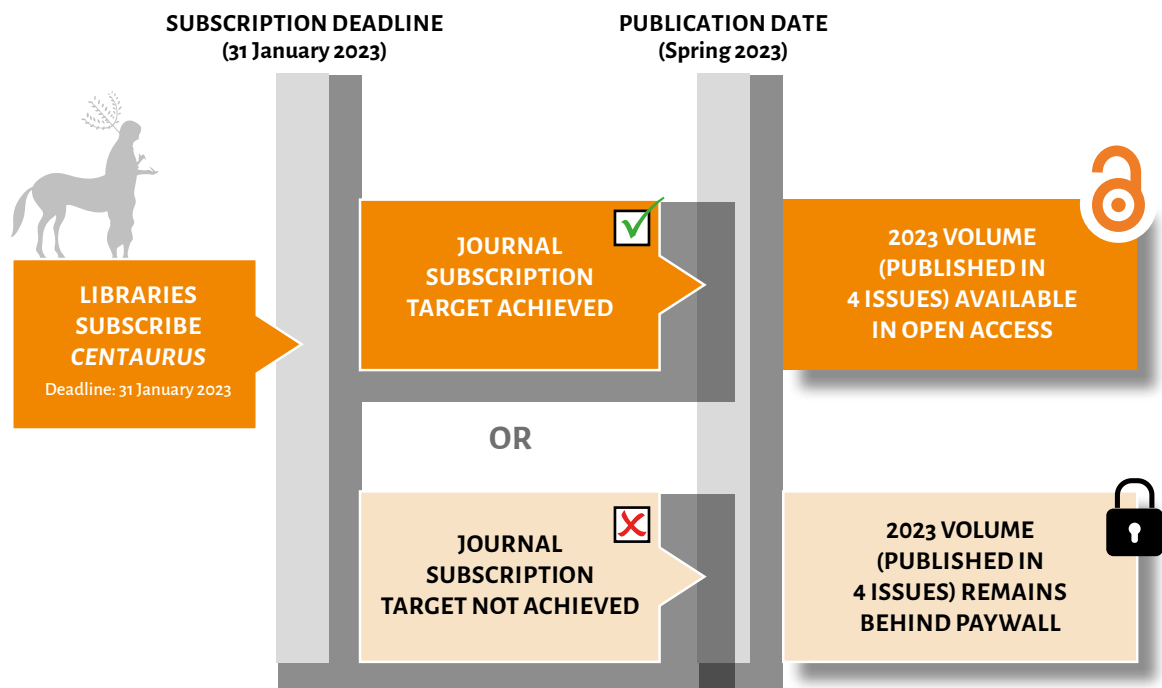 SUBSCRIPTION DEADLINE
(31 January 2023)
PUBLICATION DATE
(Spring 2023)
LIBRARIES
SUBSCRIBE
CENTAURUS
Deadline: 31 January 2023
JOURNAL
SUBSCRIPTION
TARGET ACHIEVED
2023 VOLUME
(PUBLISHED IN
4 ISSUES) AVAILABLE
IN OPEN ACCESS
OR
JOURNAL
SUBSCRIPTION
TARGET NOT ACHIEVED
2023 VOLUME
(PUBLISHED IN
4 ISSUES) REMAINS
BEHIND PAYWALL